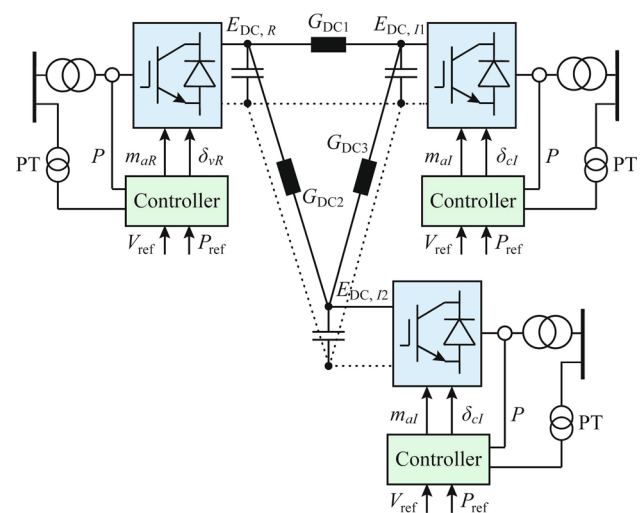 E_DC, R
G_DC1
E_DC, I1
PT
P
m_aR
δ_vR
G_DC2
G_DC3
m_aI
δ_cI
P
PT
Controller
Controller
V_ref
P_ref
V_ref
P_ref
E_DC, I2
m_aI
δ_cI
P
PT
Controller
V_ref
P_ref